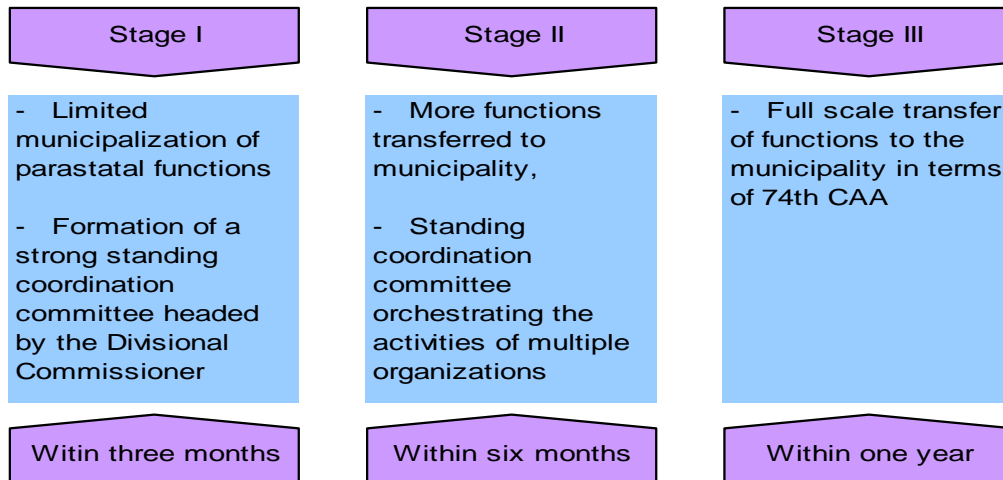 Stage I
- Limited
municipalization of
parastatal functions
- Formation of a
strong standing
coordination
committee headed
by the Divisional
Commissioner
Witin three months
Stage II
- More functions
transferred to
municipality,
- Standing
coordination
committee
orchestrating the
activities of multiple
organizations
Within six months
Stage III
- Full scale transfer
of functions to the
municipality in terms
of 74th CAA
Within one year